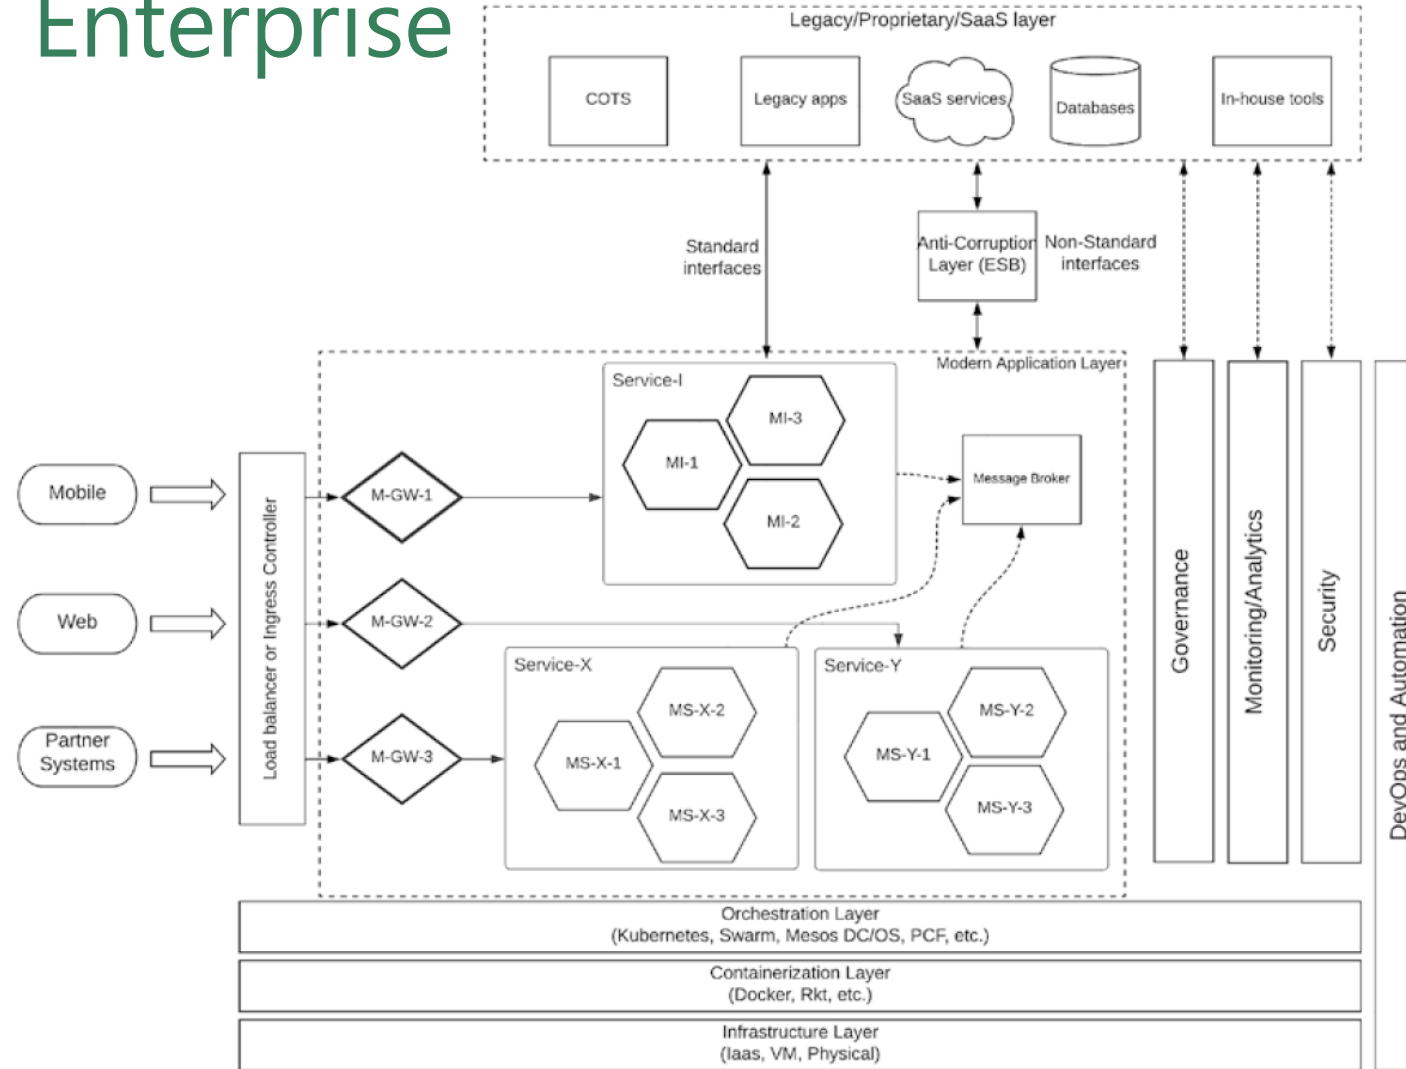 Enterprise
Legacy/Proprietary/SaaS layer
COTS
Legacy apps
SaaS services
Databases
In-house tools
Standard
interfaces
Anti-Corruption
Layer (ESB)
Non-Standard
interfaces
Modern Application Layer
Service-I
MI-3
MI-1
MI-2
Message Broker
Mobile
Web
Partner
Systems
Load balancer or Ingress Controller
M-GW-1
M-GW-2
M-GW-3
Service-X
MS-X-2
MS-X-1
MS-X-3
Service-Y
MS-Y-2
MS-Y-1
MS-Y-3
Governance
Monitoring/Analytics
Security
DevOps and Automation
Orchestration Layer
(Kubernetes, Swarm, Mesos DC/OS, PCF, etc.)
Containerization Layer
(Docker, Rkt, etc.)
Infrastructure Layer
(Iaas, VM, Physical)